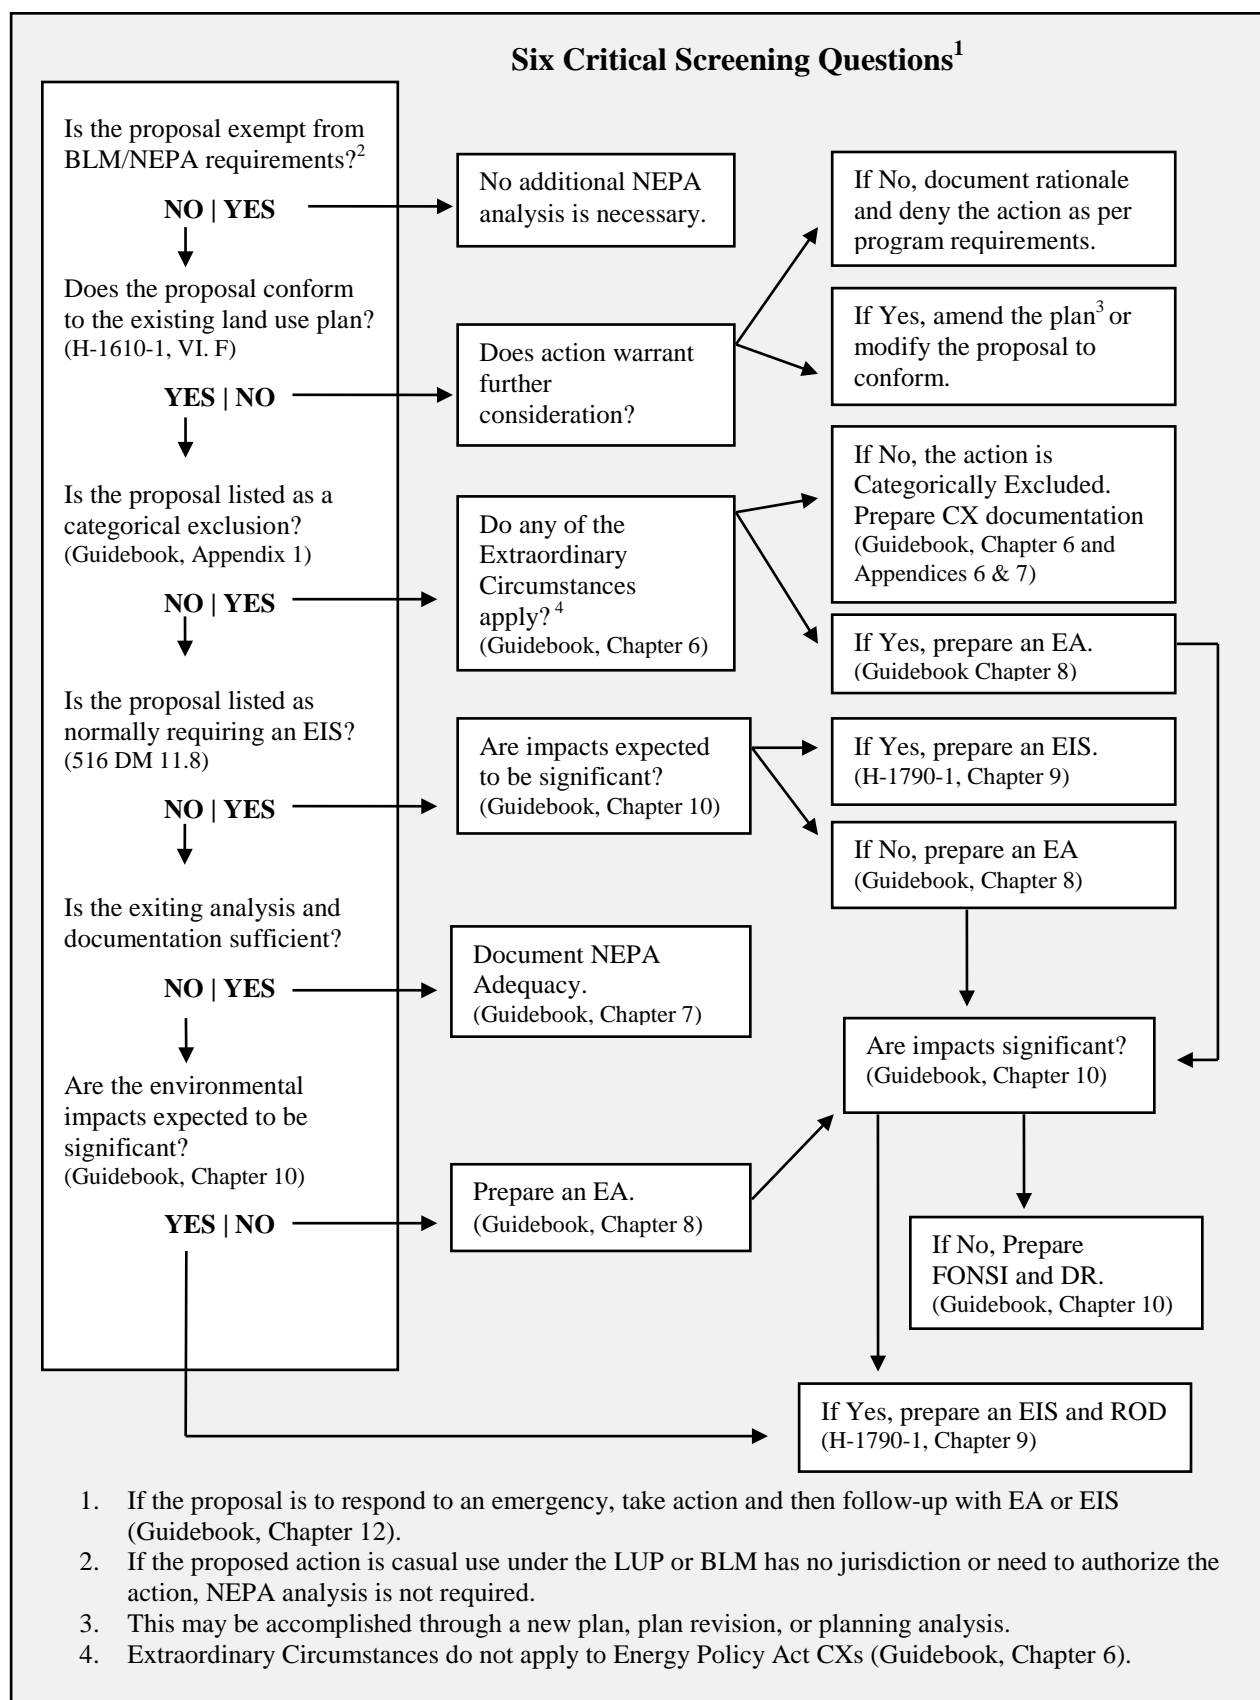 Six Critical Screening Questions1
Is the proposal exempt from
BLM/NEPA requirements?2
NO | YES
No additional NEPA
analysis is necessary.
If No, document rationale
and deny the action as per
program requirements.
Does the proposal conform
to the existing land use plan?
(H-1610-1, VI. F)
YES | NO
Does action warrant
further
consideration?
If Yes, amend the plan3 or
modify the proposal to
conform.
Is the proposal listed as a
categorical exclusion?
(Guidebook, Appendix 1)
NO | YES
Do any of the
Extraordinary
Circumstances
apply? 4
(Guidebook, Chapter 6)
If No, the action is
Categorically Excluded.
Prepare CX documentation
(Guidebook, Chapter 6 and
Appendices 6 & 7)
If Yes, prepare an EA.
(Guidebook Chapter 8)
Is the proposal listed as
normally requiring an EIS?
(516 DM 11.8)
NO | YES
Are impacts expected
to be significant?
(Guidebook, Chapter 10)
If Yes, prepare an EIS.
(H-1790-1, Chapter 9)
If No, prepare an EA
(Guidebook, Chapter 8)
Is the exiting analysis and
documentation sufficient?
NO | YES
Document NEPA
Adequacy.
(Guidebook, Chapter 7)
Are impacts significant?
(Guidebook, Chapter 10)
Are the environmental
impacts expected to be
significant?
(Guidebook, Chapter 10)
YES | NO
Prepare an EA.
(Guidebook, Chapter 8)
If No, Prepare
FONSI and DR.
(Guidebook, Chapter 10)
If Yes, prepare an EIS and ROD
(H-1790-1, Chapter 9)
1. If the proposal is to respond to an emergency, take action and then follow-up with EA or EIS
(Guidebook, Chapter 12).
2. If the proposed action is casual use under the LUP or BLM has no jurisdiction or need to authorize the
action, NEPA analysis is not required.
3. This may be accomplished through a new plan, plan revision, or planning analysis.
4. Extraordinary Circumstances do not apply to Energy Policy Act CXs (Guidebook, Chapter 6).